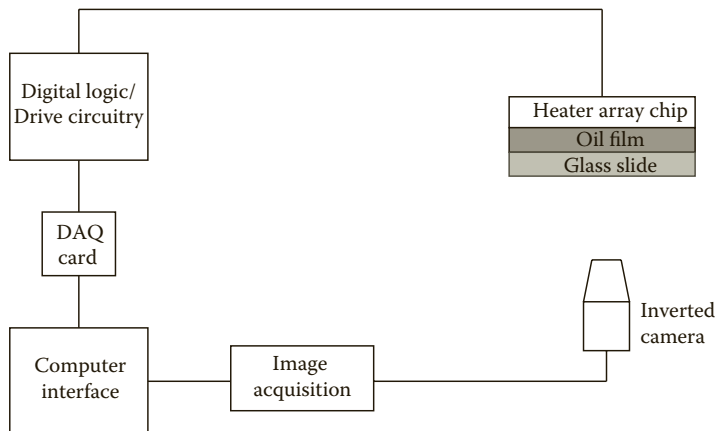 Digital logic/
Drive circuitry
Heater array chip
Oil film
Glass slide
DAQ
card
Inverted
camera
Computer
interface
Image
acquisition